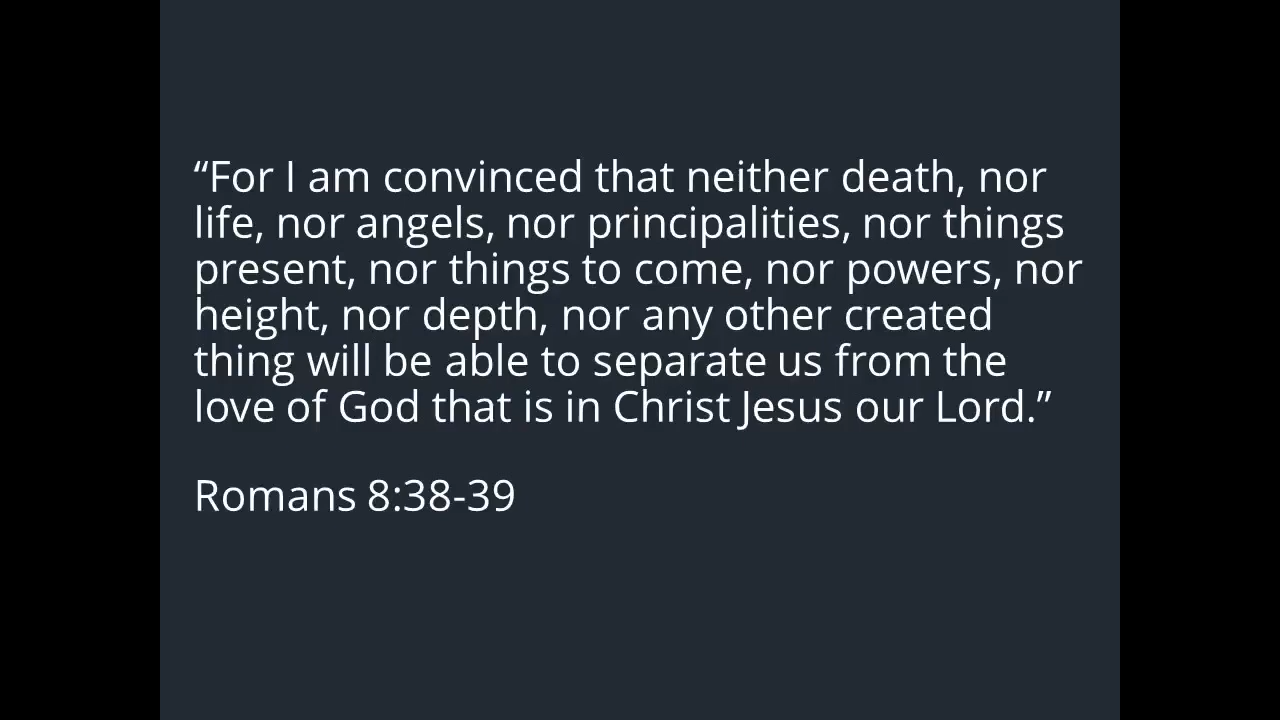 “For I am convinced that neither death, nor
life, nor angels, nor principalities, nor things
present, nor things to come, nor powers, nor
height, nor depth, nor any other created
thing will be able to separate us from the
love of God that is in Christ Jesus our Lord.”
Romans 8:38-39